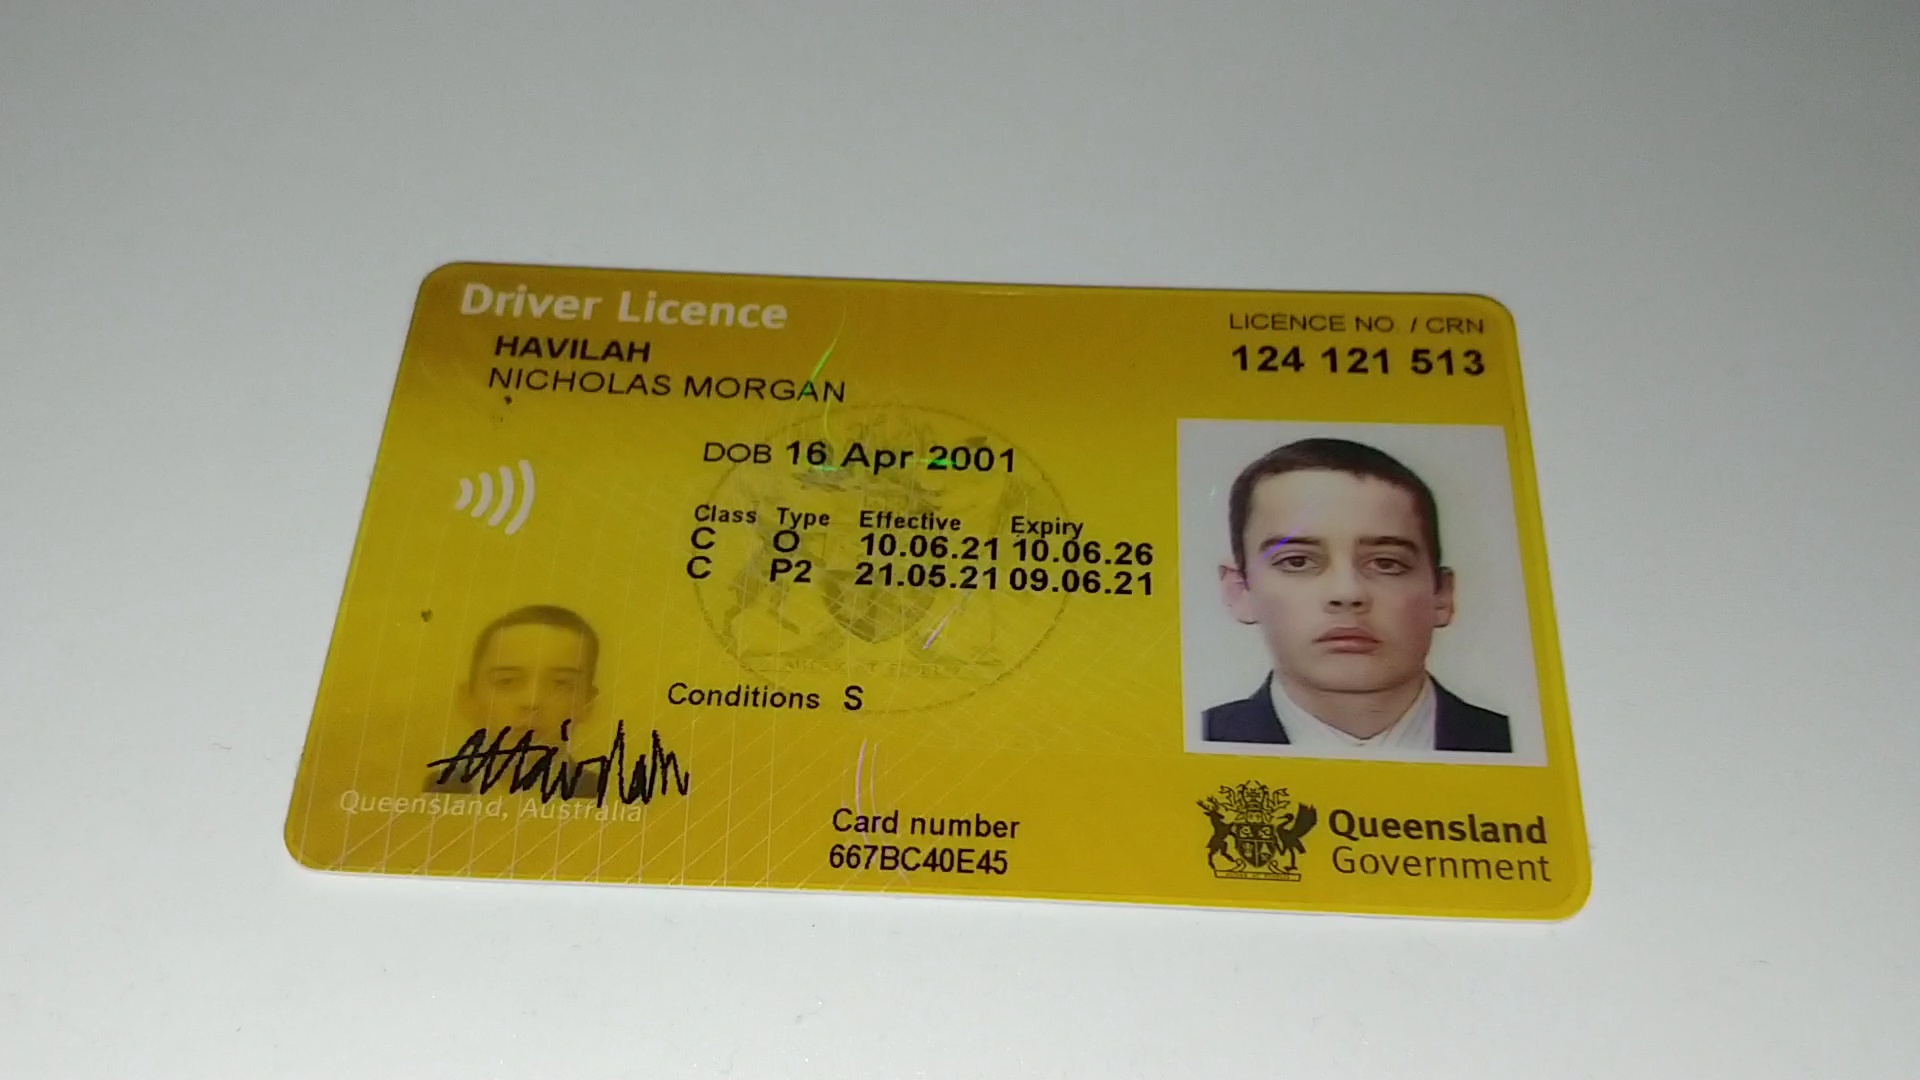 Driver Licence
HAVILAH
NICHOLAS MORGAN
LICENCE NO. / CRN
124 121 513
DOB 16 Apr 2001
Class Type Effective Expiry
C O 10.06.21 10.06.26
C P2 21.05.21 09.06.21
Conditions S
Queensland, Australia
Card number
667BC40E45
Queensland
Government